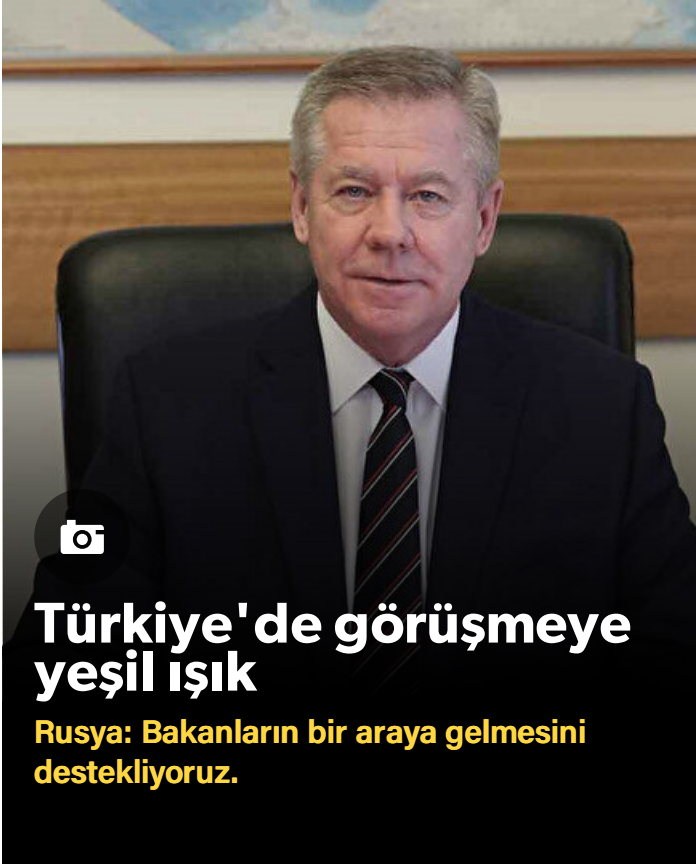 Türkiye'de görüşmeye
yeşil ışık
Rusya: Bakanların bir araya gelmesini
destekliyoruz.